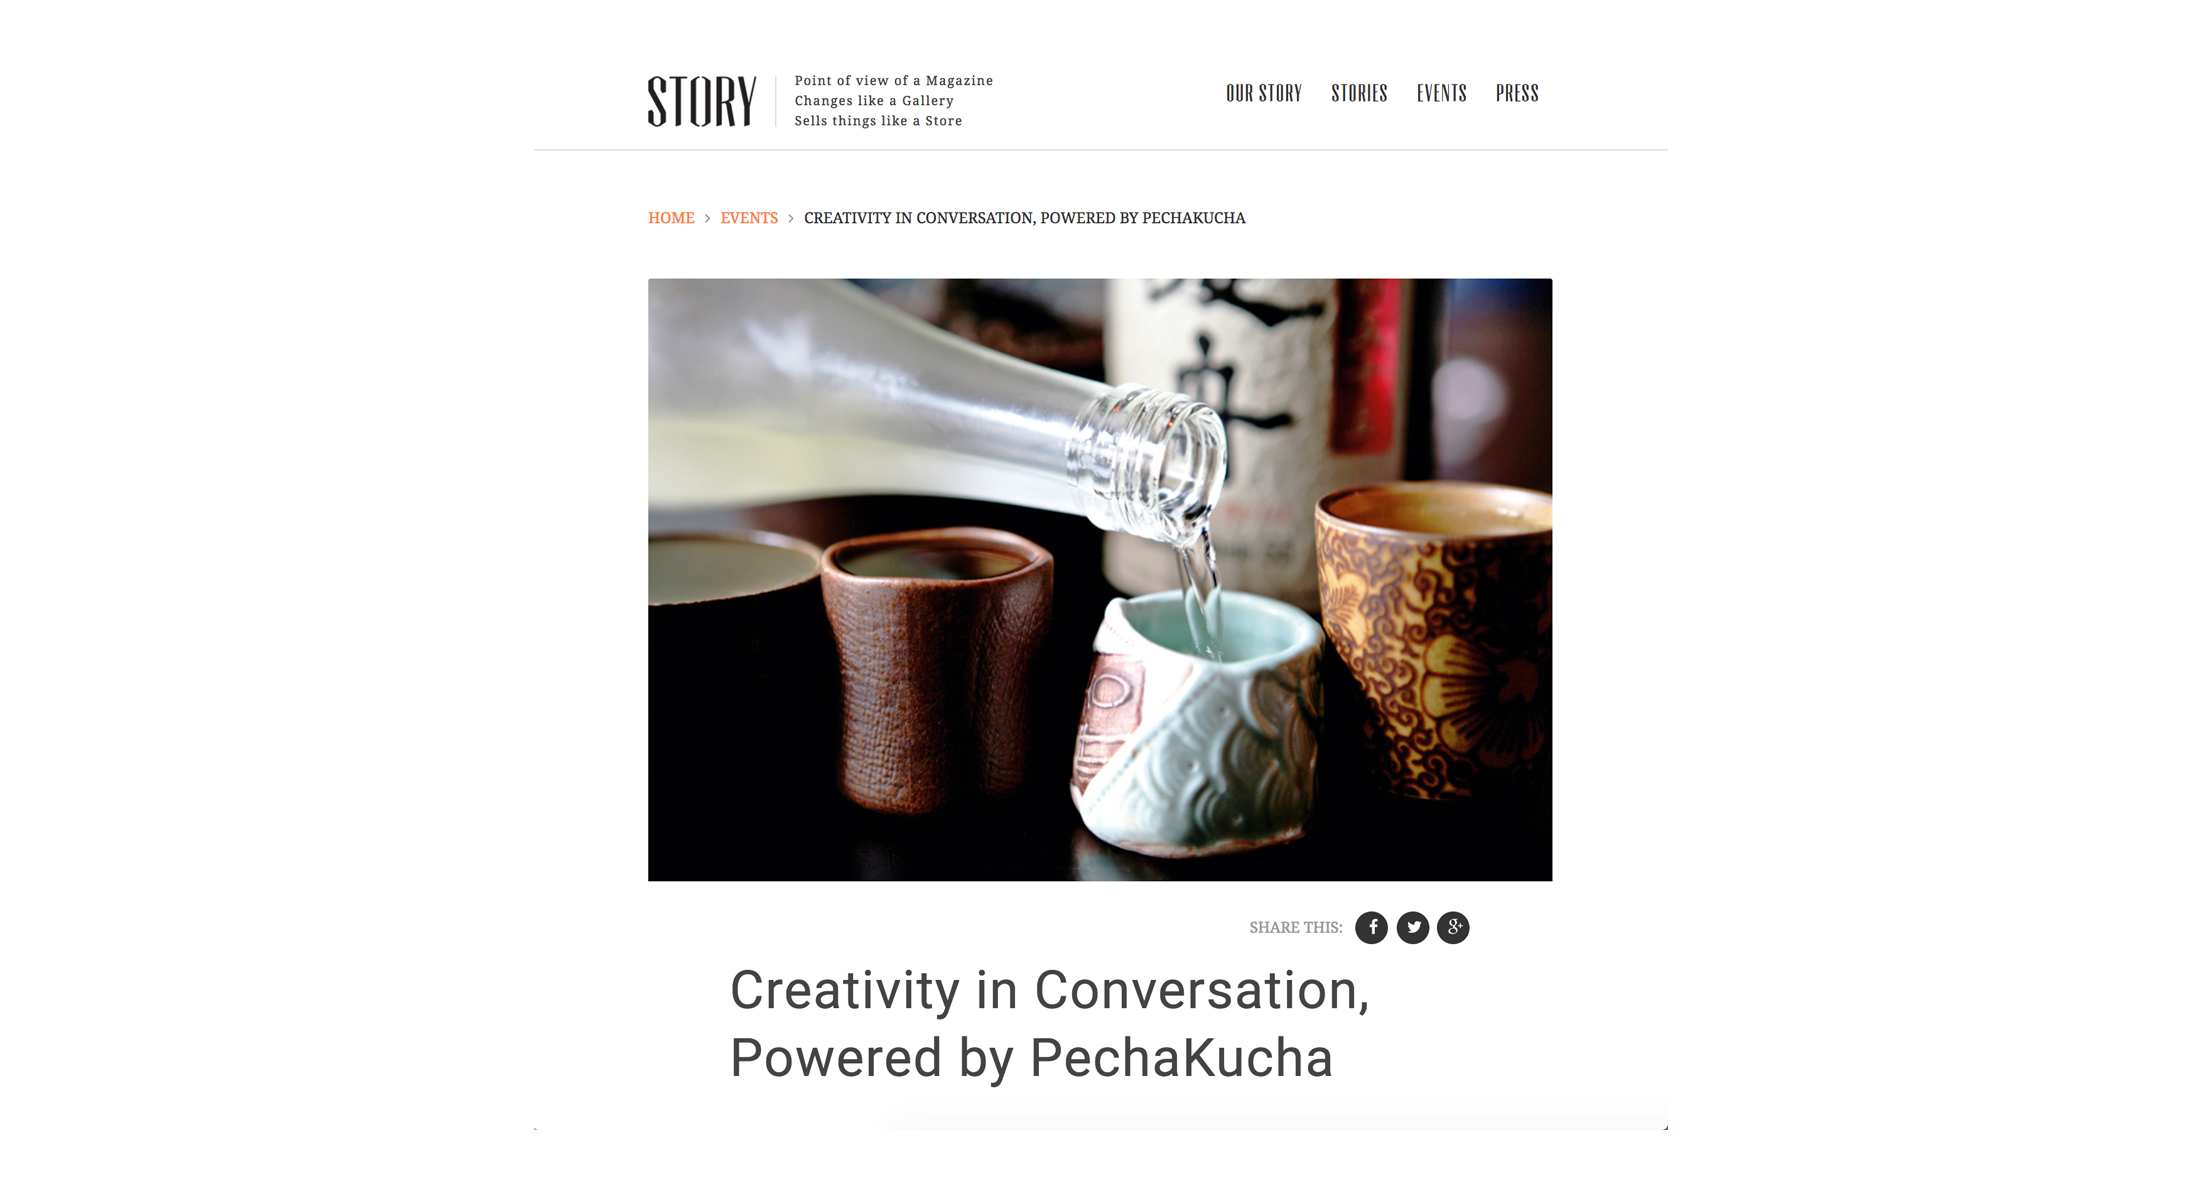 STORY
Point of view of a Magazine
Changes like a Gallery
Sells things like a Store
OUR STORY STORIES EVENTS PRESS
HOME > EVENTS > CREATIVITY IN CONVERSATION, POWERED BY PECHAKUCHA
SHARE THIS:
Creativity in Conversation,
Powered by PechaKucha